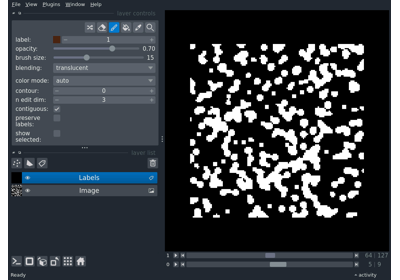 File View Plugins Window Help
layer controls
label: 1
opacity: 0.70
brush size: 15
blending: translucent
color mode: auto
contour: 0
n edit dim: 3
contiguous:
preserve
labels:
show
selected:
layer list
Labels
Image
1 64 127
0 5 9
Ready activity